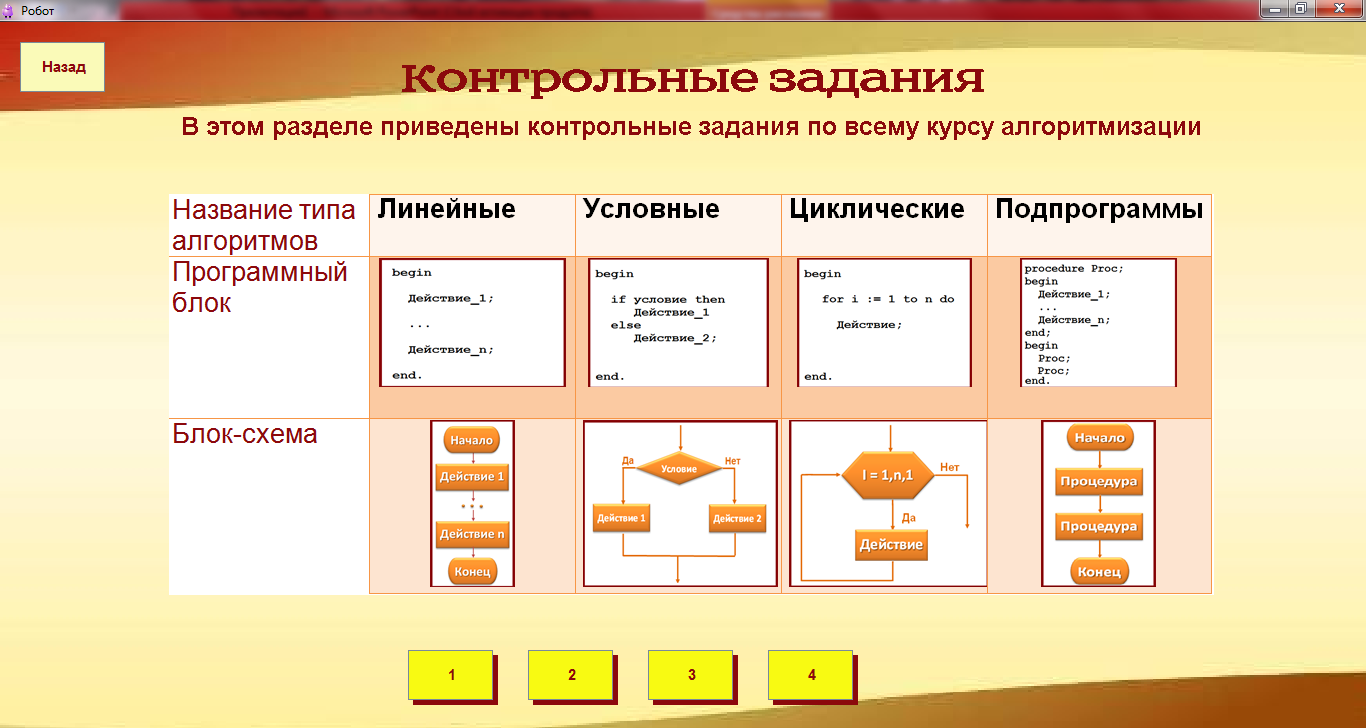 Робот
Назад
Контрольные задания
В этом разделе приведены контрольные задания по всему курсу алгоритмизации
Название типа
алгоритмов
Линейные
Условные
Циклические
Подпрограммы
Программный
блок
begin
Действие_1;
...
Действие_n;
end.
begin
if условие then
Действие_1
else
Действие_2;
end.
begin
for i := 1 to n do
Действие;
end.
procedure Proc;
begin
Действие_1;
...
Действие_n;
end;
begin
Proc;
Proc;
end.
Блок-схема
Начало
Действие 1
Действие n
Конец
Условие
Да
Нет
Действие 1
Действие 2
I = 1,n,1
Нет
Да
Действие
Начало
Процедура
Процедура
Конец
1
2
3
4